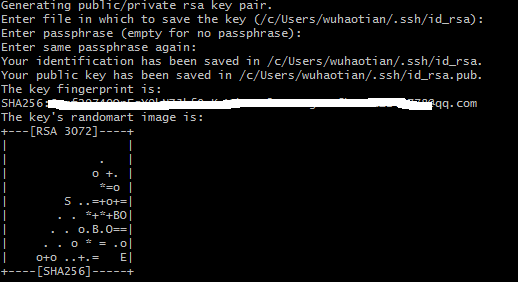 Generating public/private rsa key pair.
Enter file in which to save the key (/c/Users/wuhaotian/.ssh/id_rsa):
Enter passphrase (empty for no passphrase):
Enter same passphrase again:
Your identification has been saved in /c/Users/wuhaotian/.ssh/id_rsa.
Your public key has been saved in /c/Users/wuhaotian/.ssh/id_rsa.pub.
The key fingerprint is:
SHA256: @qq.com
The key's randomart image is:
+---[RSA 3072]----+
|                 |
|             .   |
|            o +. |
|             *=o |
|        S ..=+o+=|
|       . . *+*+BO|
|      . . o.B.O==|
|     . . o * = .o|
|    o+o ..+.=   E|
+----[SHA256]-----+